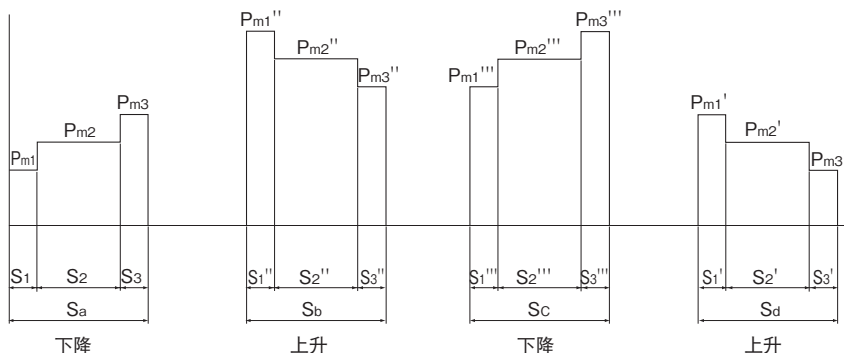 Pm1 Pm2 Pm3
Pm1'' Pm2'' Pm3''
Pm1''' Pm2''' Pm3'''
Pm1' Pm2' Pm3
S1 S2 S3 S1'' S2'' S3'' S1''' S2''' S3''' S1' S2' S3'
Sa Sb SC Sd
下降 上升 下降 上升